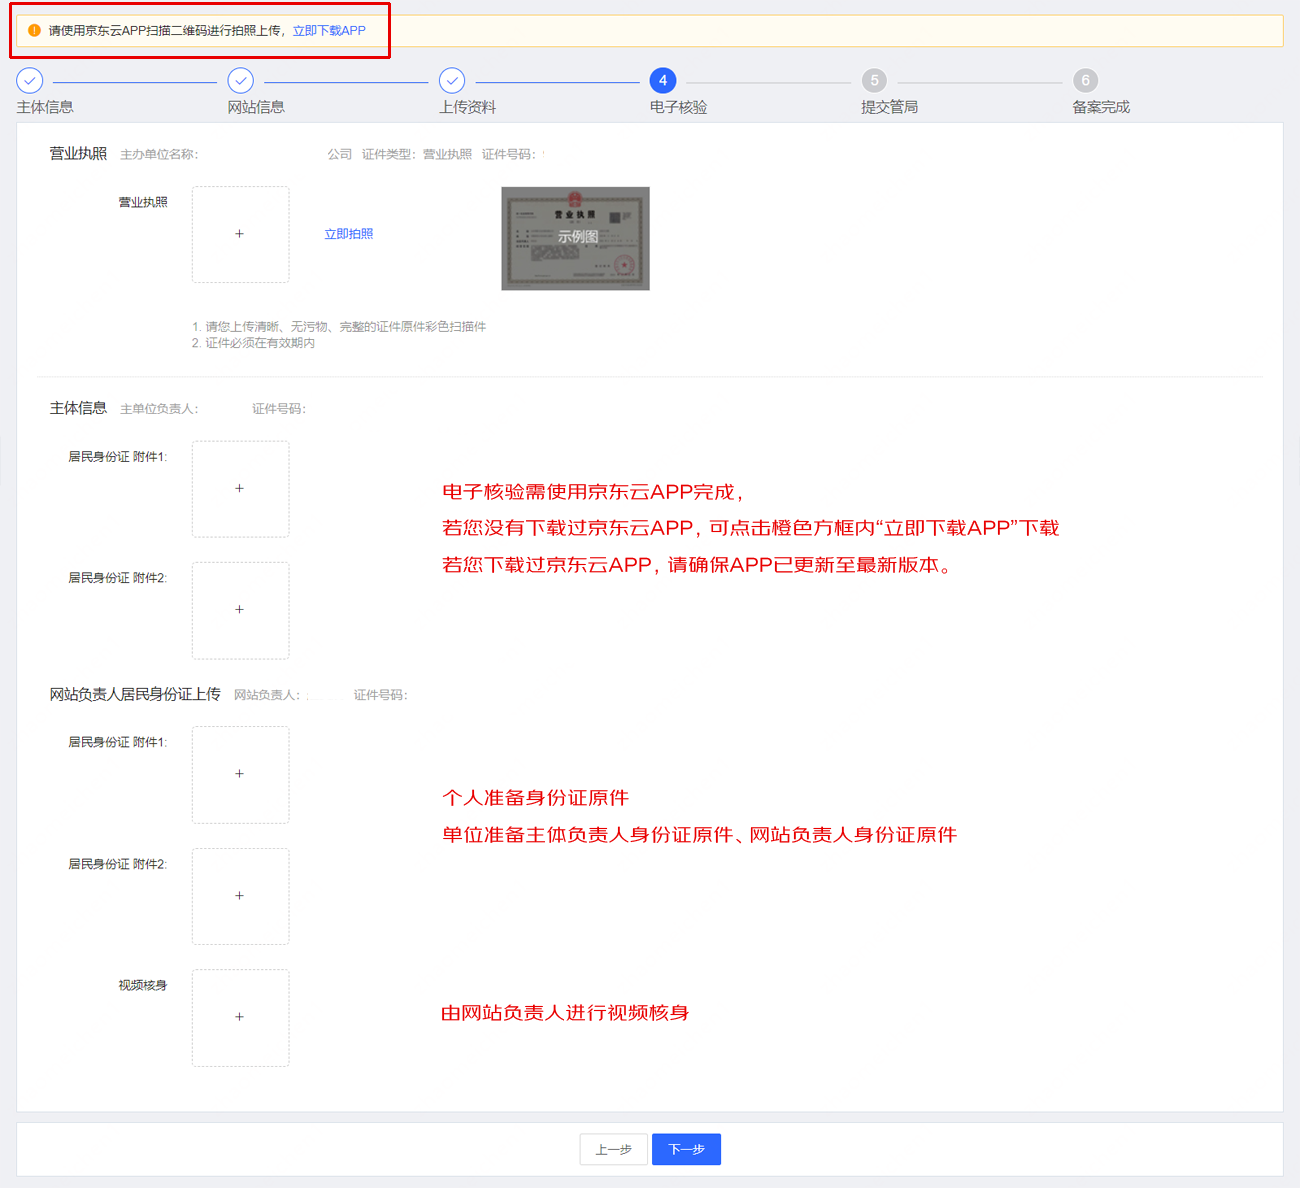 请使用京东云APP扫描二维码进行拍照上传，立即下载APP
4 5 6
主体信息 网站信息 上传资料 电子核验 提交管局 备案完成
营业执照 主办单位名称： 公司 证件类型：营业执照 证件号码：
营业执照
+ 立即拍照
营业执照
示例图
1. 请您上传清晰、无污物、完整的证件原件彩色扫描件
2. 证件必须在有效期内
主体信息 主单位负责人： 证件号码：
居民身份证 附件1:
+
电子核验需使用京东云APP完成，
若您没有下载过京东云APP，可点击橙色方框内“立即下载APP”下载
若您下载过京东云APP，请确保APP已更新至最新版本。
居民身份证 附件2:
+
网站负责人居民身份证上传 网站负责人： 证件号码：
居民身份证 附件1:
+
个人准备身份证原件
单位准备主体负责人身份证原件、网站负责人身份证原件
居民身份证 附件2:
+
视频核身
+
由网站负责人进行视频核身
上一步 下一步